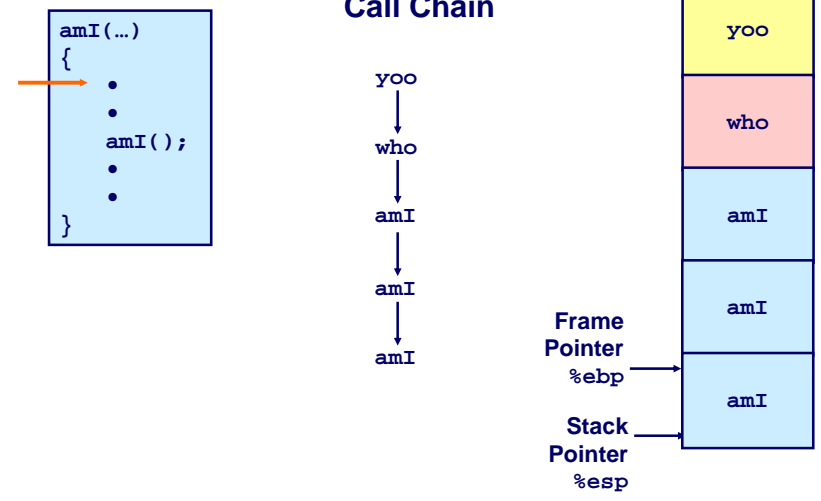 Call Chain
amI(…)
{
•
•
amI();
•
•
}
yoo
who
amI
amI
amI
Frame
Pointer
%ebp
Stack
Pointer
%esp
yoo
who
amI
amI
amI